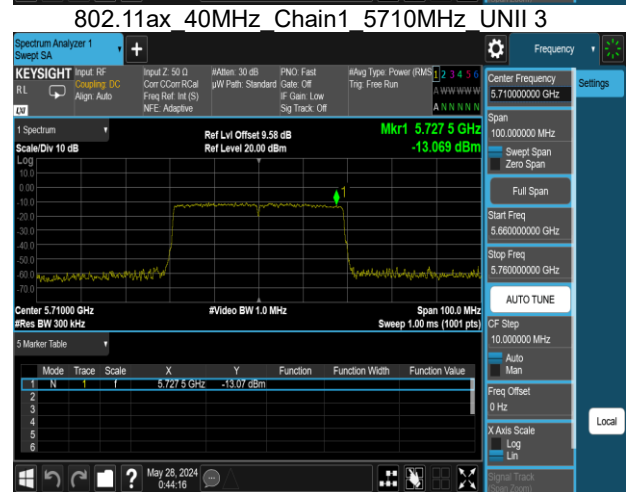 802.11ax_40MHz_Chain1_5710MHz_UNII 3
Spectrum Analyzer 1
Swept SA
+
Frequency
KEYSIGHT
RL
LXI
Input: RF
Coupling: DC
Align: Auto
Input Z: 50 Ω
Corr CCorr RCal
Freq Ref: Int (S)
NFE: Adaptive
#Atten: 30 dB
µW Path: Standard
PNO: Fast
Gate: Off
IF Gain: Low
Sig Track: Off
#Avg Type: Power (RMS)
Trig: Free Run
1 2 3 4 5 6
A W W W W W
A N N N N N
Center Frequency
5.710000000 GHz
Settings
Span
100.000000 MHz
Swept Span
Zero Span
Full Span
Start Freq
5.660000000 GHz
Stop Freq
5.760000000 GHz
AUTO TUNE
CF Step
10.000000 MHz
Auto
Man
Freq Offset
0 Hz
X Axis Scale
Log
Lin
Signal Track
(Span Zoom)
Local
1 Spectrum
Scale/Div 10 dB
Ref Lvl Offset 9.58 dB
Ref Level 20.00 dBm
Mkr1 5.727 5 GHz
-13.069 dBm
Log
10.0
0.00
-10.0
-20.0
-30.0
-40.0
-50.0
-60.0
-70.0
1
Center 5.71000 GHz
#Res BW 300 kHz
#Video BW 1.0 MHz
Span 100.0 MHz
Sweep 1.00 ms (1001 pts)
5 Marker Table
Mode Trace Scale X Y Function Function Width Function Value
1 N 1 f 5.727 5 GHz -13.07 dBm
2
3
4
5
6
?
May 28, 2024
0:44:16